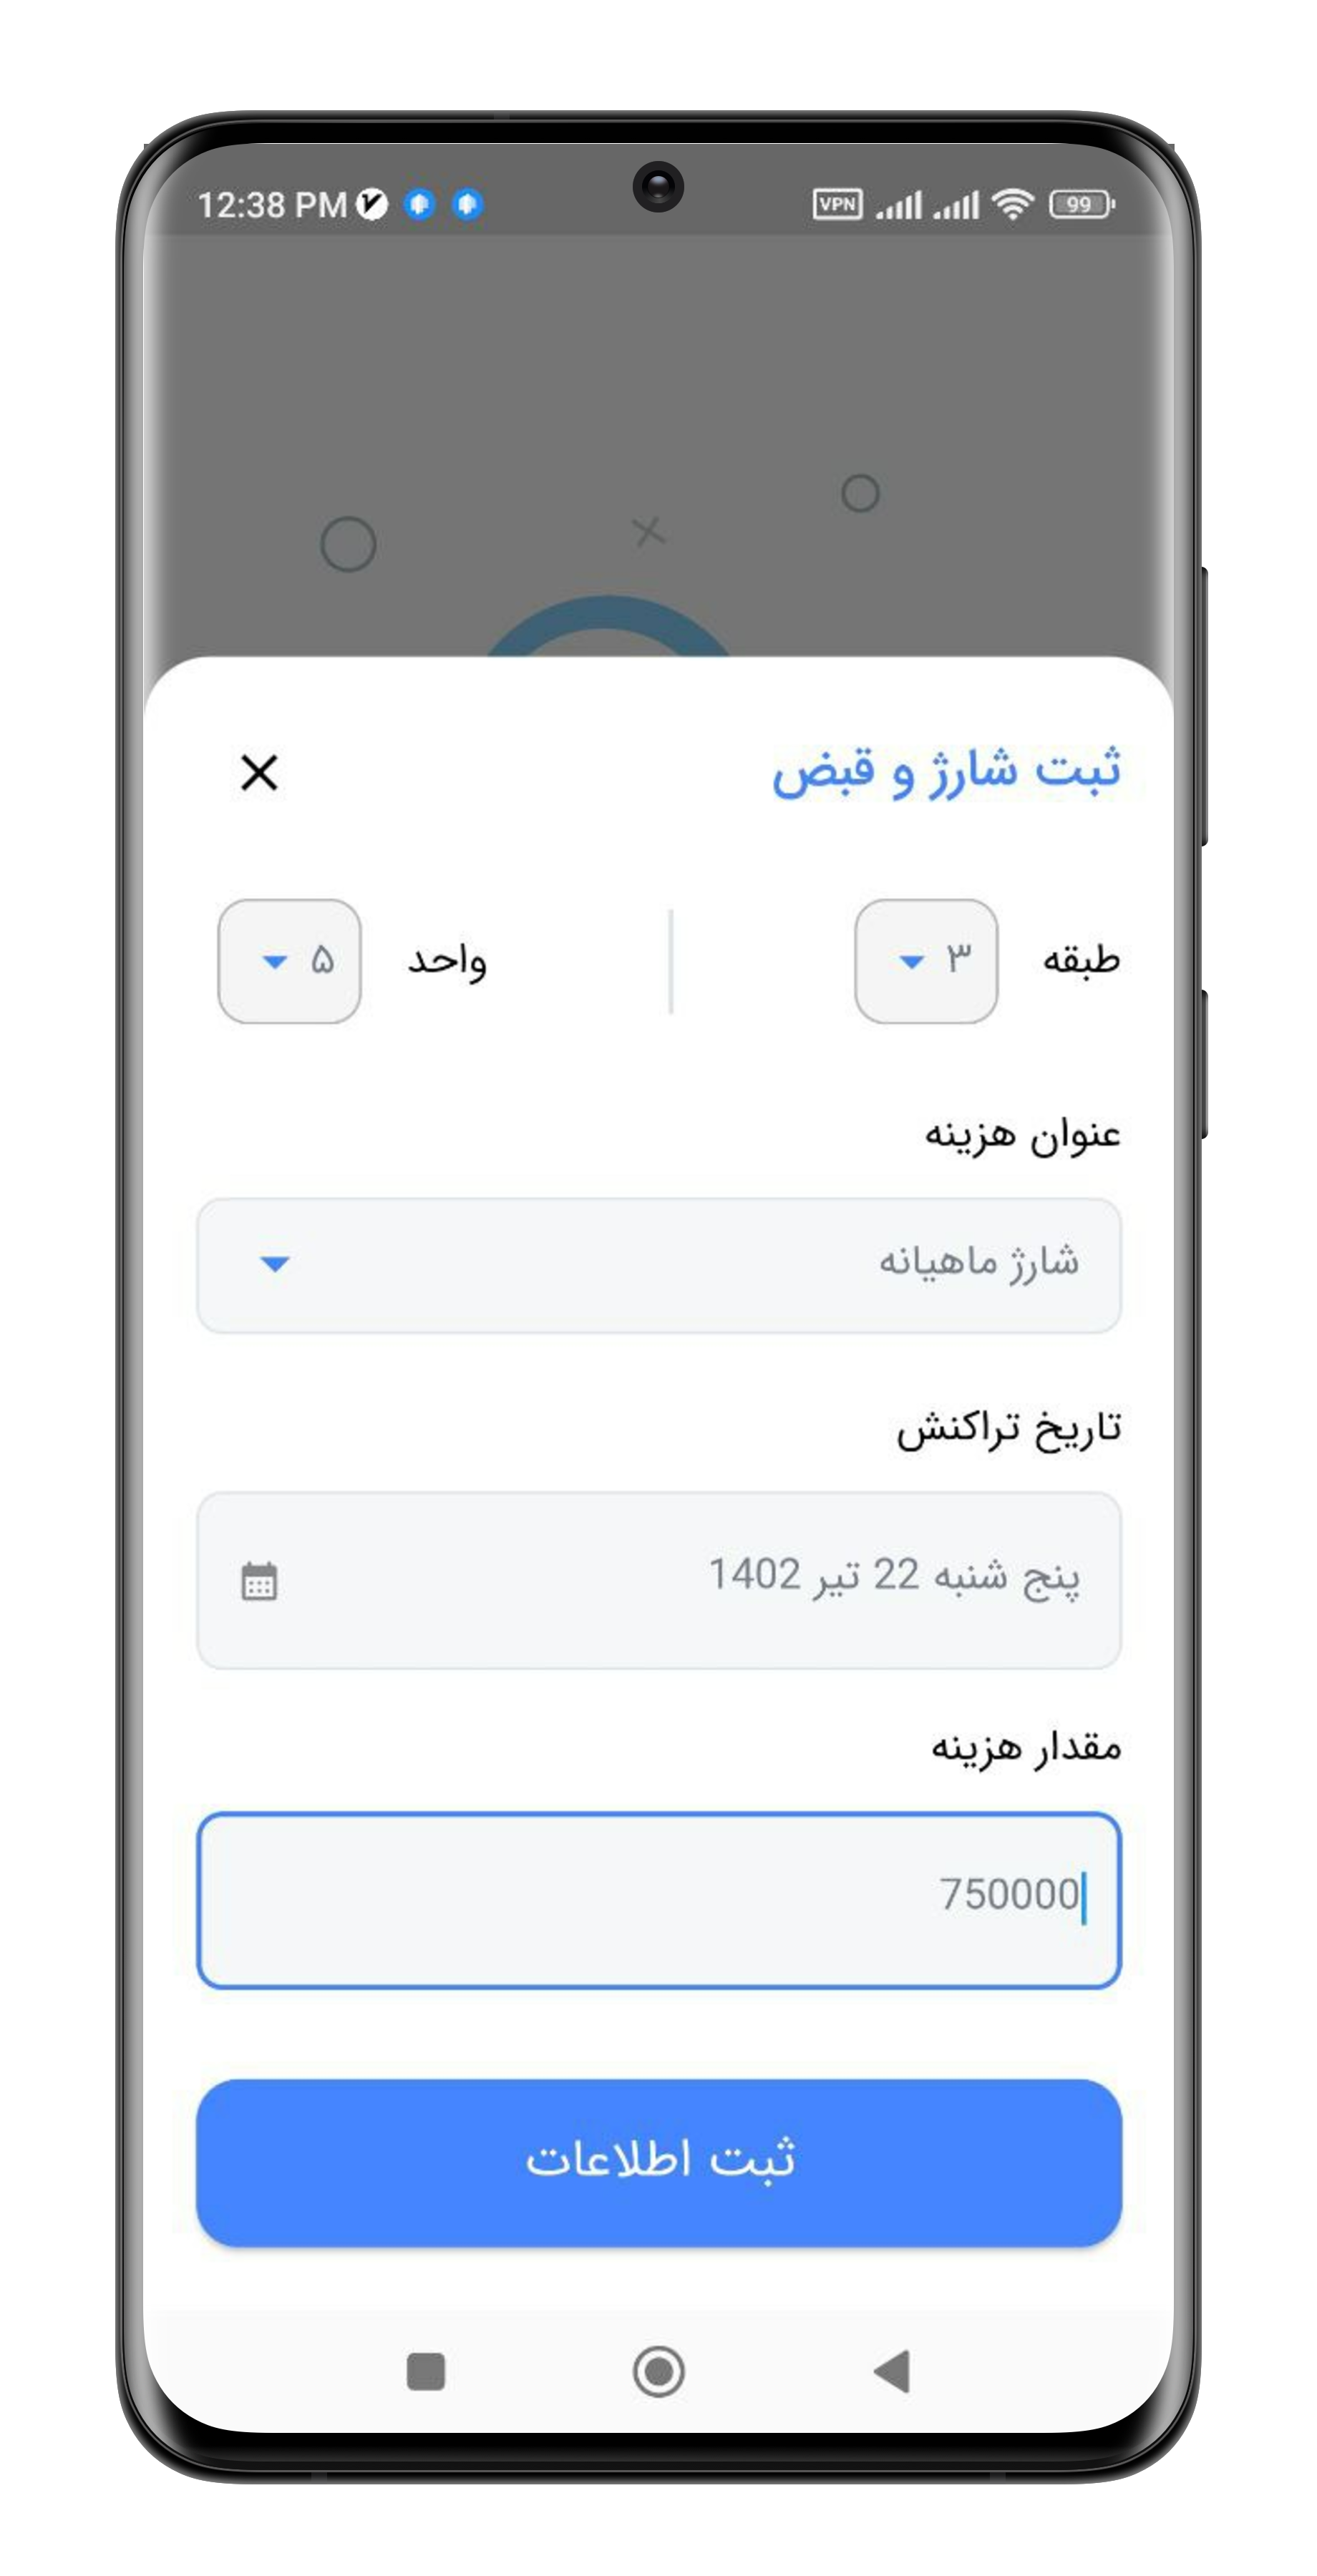 12:38 PM VPN 99
ثبت شارژ و قبض
طبقه ۳ واحد ۵
عنوان هزینه
شارژ ماهیانه
تاریخ تراکنش
پنج شنبه 22 تیر 1402
مقدار هزینه
750000
ثبت اطلاعات